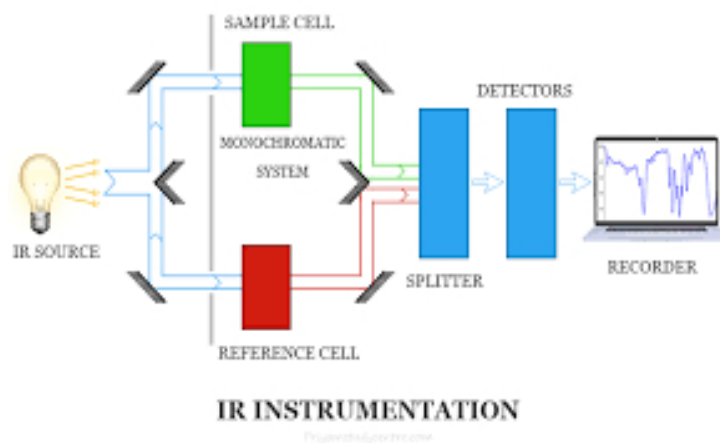 SAMPLE CELL
DETECTORS
MONOCHROMATIC
SYSTEM
IR SOURCE
SPLITTER
RECORDER
REFERENCE CELL
IR INSTRUMENTATION